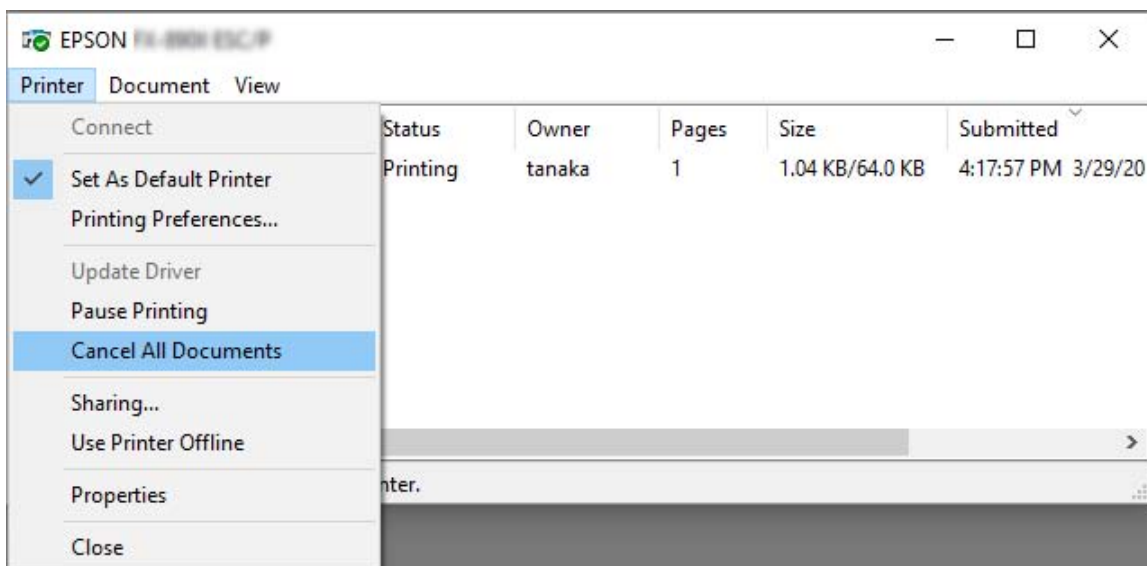 EPSON
Printer Document View
Connect
Set As Default Printer
Printing Preferences...
Update Driver
Pause Printing
Cancel All Documents
Sharing...
Use Printer Offline
Properties
Close
Status Owner Pages Size Submitted
Printing tanaka 1 1.04 KB/64.0 KB 4:17:57 PM 3/29/20
nter.